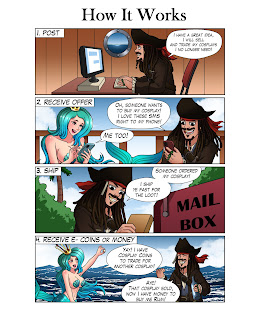 How It Works
1. POST
I HAVE A GREAT IDEA,
I WILL SELL
AND TRADE MY COSPLAYS
I NO LONGER NEED!
2. RECEIVE OFFER
OH, SOMEONE WANTS
TO BUY MY COSPLAY!
I LOVE THESE SMS
RIGHT TO MY PHONE!
ME TOO!
3. SHIP
SOMEONE ORDERED
MY COSPLAY!
I SHIP
YE FAST FOR
THE LOOT!
MAIL
BOX
4. RECEIVE E- COINS OR MONEY
YAY! I HAVE
COSPLAY COINS
TO TRADE FOR
ANOTHER COSPLAY!
AYE!
THAT COSPLAY SOLD,
NOW I HAVE MONEY TO
BUY ME RUM!